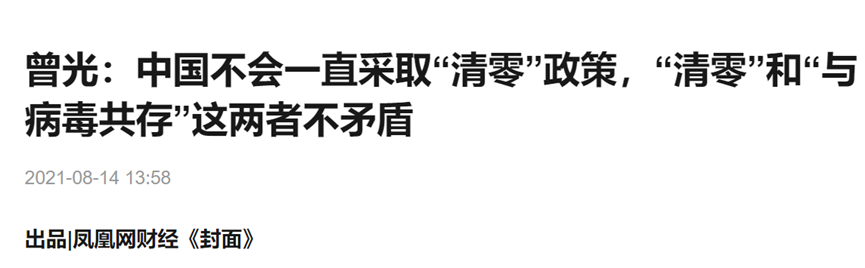 曾光：中国不会一直采取“清零”政策，“清零”和“与
病毒共存”这两者不矛盾
2021-08-14 13:58
出品|凤凰网财经《封面》